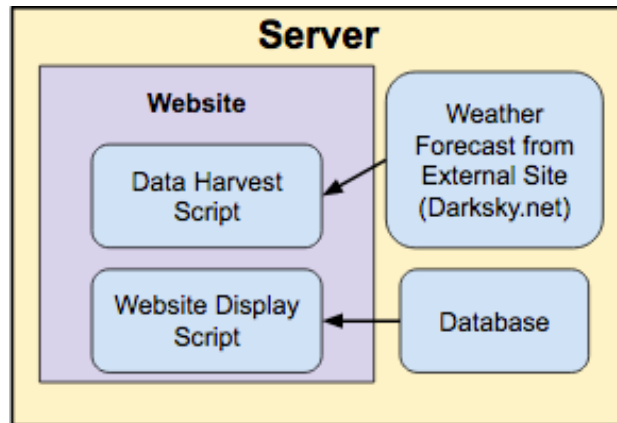 Server
Website
Data Harvest
Script
Weather
Forecast from
External Site
(Darksky.net)
Website Display
Script
Database